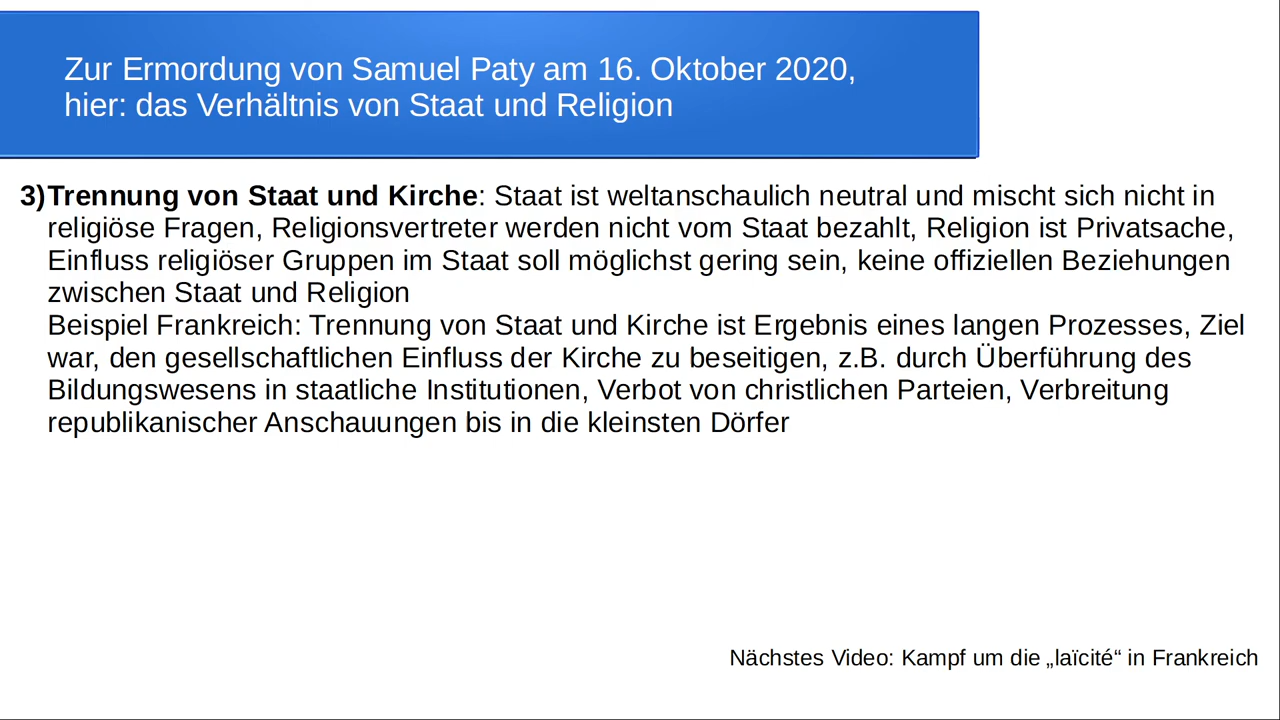 Zur Ermordung von Samuel Paty am 16. Oktober 2020,
hier: das Verhältnis von Staat und Religion
3)Trennung von Staat und Kirche: Staat ist weltanschaulich neutral und mischt sich nicht in
religiöse Fragen, Religionsvertreter werden nicht vom Staat bezahlt, Religion ist Privatsache,
Einfluss religiöser Gruppen im Staat soll möglichst gering sein, keine offiziellen Beziehungen
zwischen Staat und Religion
Beispiel Frankreich: Trennung von Staat und Kirche ist Ergebnis eines langen Prozesses, Ziel
war, den gesellschaftlichen Einfluss der Kirche zu beseitigen, z.B. durch Überführung des
Bildungswesens in staatliche Institutionen, Verbot von christlichen Parteien, Verbreitung
republikanischer Anschauungen bis in die kleinsten Dörfer
Nächstes Video: Kampf um die „laïcité“ in Frankreich